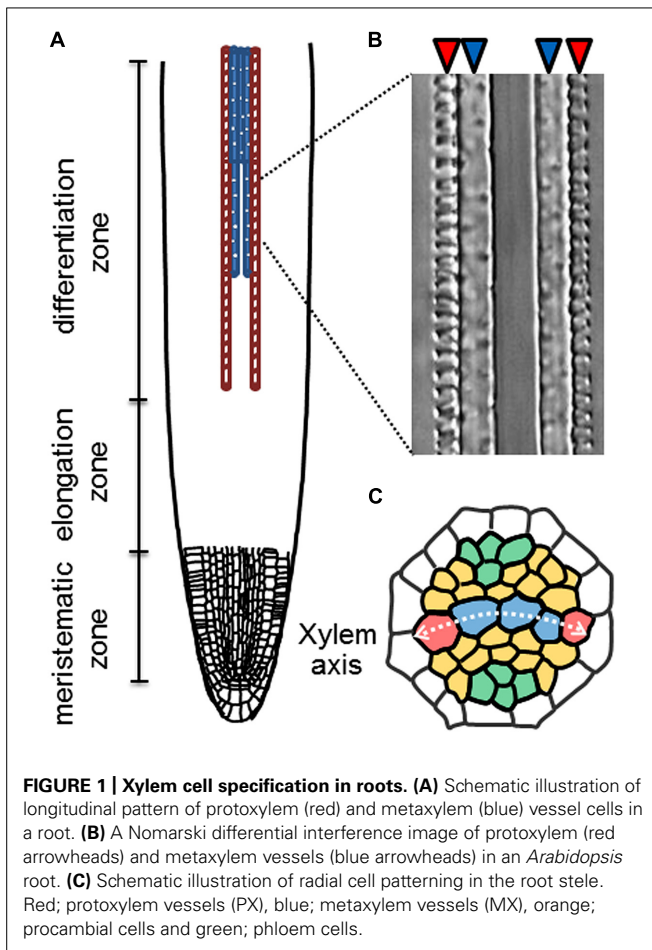 A
B
differentiation
zone
elongation
zone
meristematic
zone
C
Xylem
axis
FIGURE 1 | Xylem cell specification in roots. (A) Schematic illustration of
longitudinal pattern of protoxylem (red) and metaxylem (blue) vessel cells in
a root. (B) A Nomarski differential interference image of protoxylem (red
arrowheads) and metaxylem vessels (blue arrowheads) in an Arabidopsis
root. (C) Schematic illustration of radial cell patterning in the root stele.
Red; protoxylem vessels (PX), blue; metaxylem vessels (MX), orange;
procambial cells and green; phloem cells.